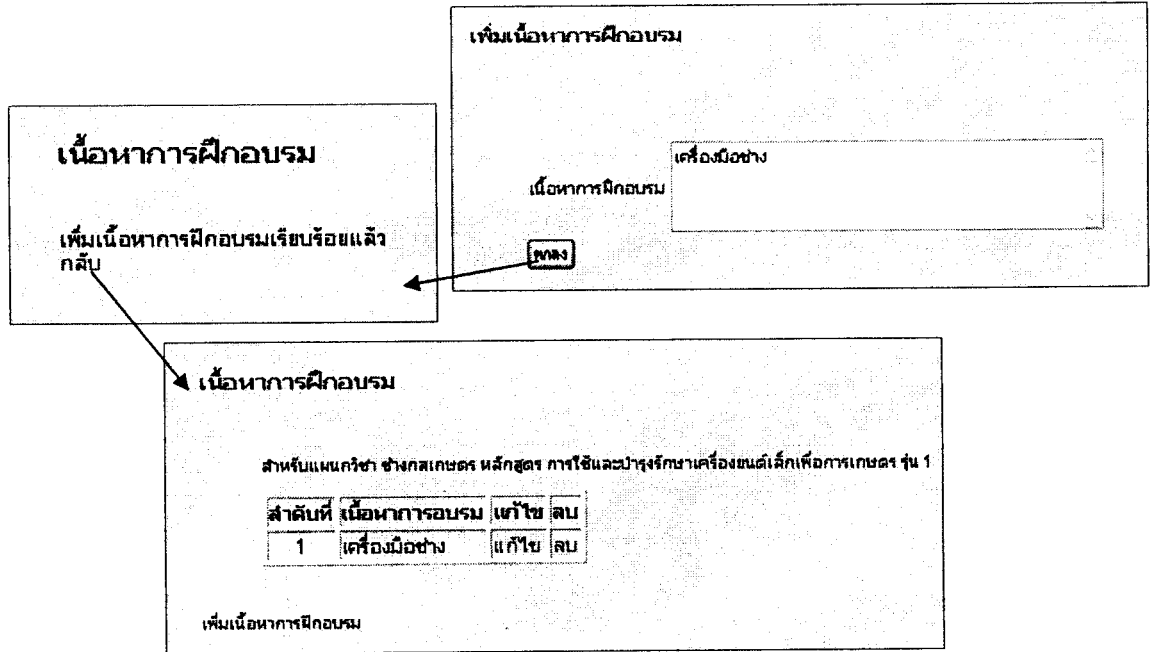 เพิ่มเนื้อหาการฝึกอบรม
เนื้อหาการฝึกอบรม
เครื่องมือช่าง
ตกลง
เนื้อหาการฝึกอบรม
เพิ่มเนื้อหาการฝึกอบรมเรียบร้อยแล้ว
กลับ
เนื้อหาการฝึกอบรม
สำหรับแผนกวิชา ช่างกลเกษตร หลักสูตร การใช้และบำรุงรักษาเครื่องยนต์เล็กเพื่อการเกษตร รุ่น 1
ลำดับที่ เนื้อหาการอบรม แก้ไข ลบ
1 เครื่องมือช่าง แก้ไข ลบ
เพิ่มเนื้อหาการฝึกอบรม